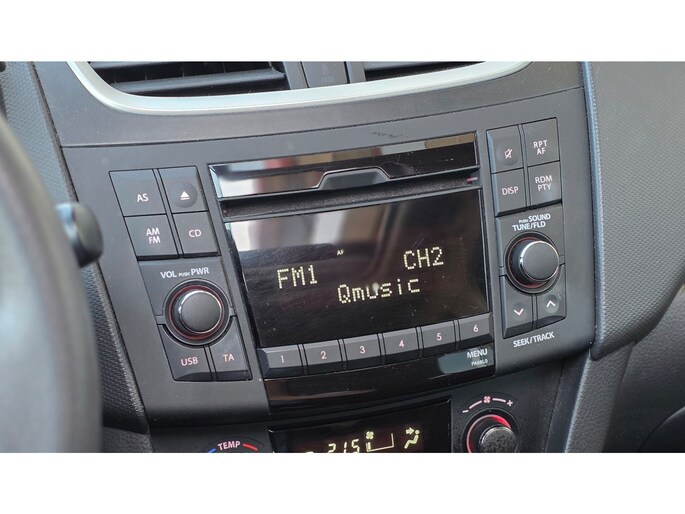 AS
RPT
AF
DISP
RDM
PTY
AM
FM
CD
VOL PUSH PWR
PUSH SOUND
TUNE/FLD
AF
FM1 CH2
Qmusic
USB
TA
1 2 3 4 5 6
MENU
SEEK/TRACK
TEMP